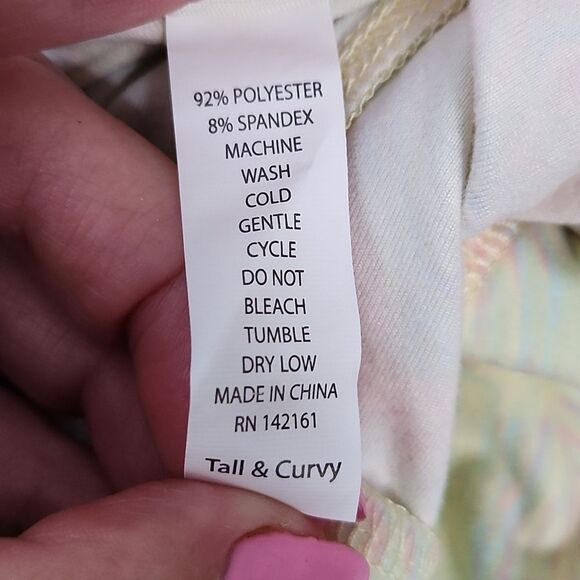 92% POLYESTER
8% SPANDEX
MACHINE
WASH
COLD
GENTLE
CYCLE
DO NOT
BLEACH
TUMBLE
DRY LOW
MADE IN CHINA
RN 142161
Tall & Curvy